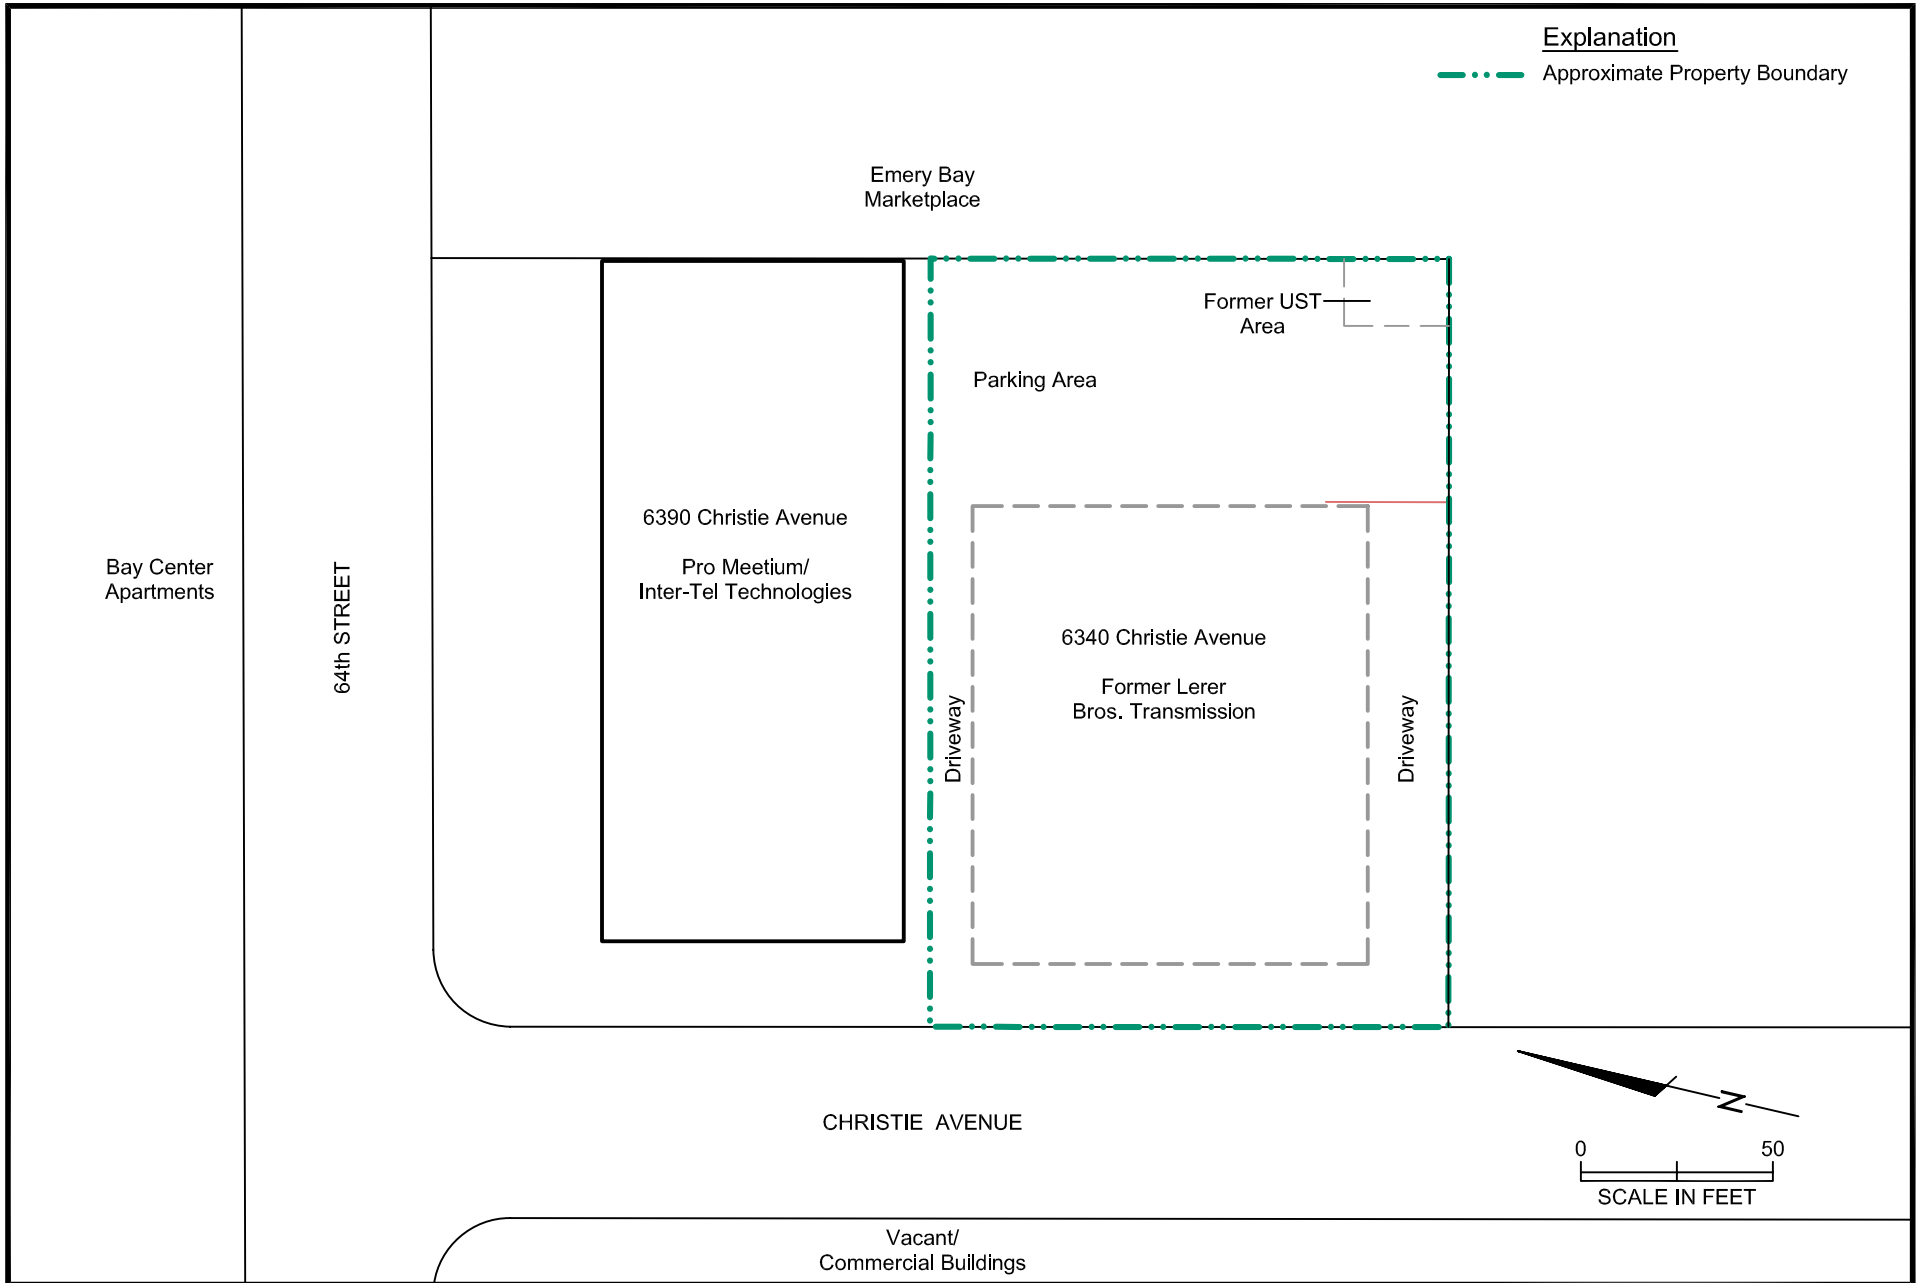 Explanation
Approximate Property Boundary
Emery Bay
Marketplace
Former UST
Area
Parking Area
6390 Christie Avenue
Pro Meetium/
Inter-Tel Technologies
Bay Center
Apartments
64th STREET
6340 Christie Avenue
Former Lerer
Bros. Transmission
Driveway
Driveway
CHRISTIE AVENUE
N
0 50
SCALE IN FEET
Vacant/
Commercial Buildings